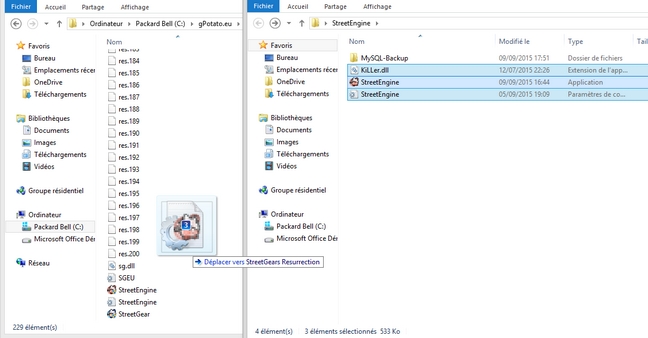 Fichier Accueil Partage Affichage
Ordinateur Packard Bell (C:) gPotato.eu
Favoris
Bureau
Emplacements récen
OneDrive
Téléchargements
Bibliothèques
Documents
Images
Téléchargements
Vidéos
Groupe résidentiel
Ordinateur
Packard Bell (C:)
Microsoft Office Dém
Réseau
Nom
res.183
res.184
res.185
res.186
res.187
res.188
res.189
res.190
res.191
res.192
res.193
res.194
res.195
res.196
res.197
res.198
res.199
res.200
sg.dll
SGEU
StreetEngine
StreetEngine
StreetGear
3
Déplacer vers StreetGears Resurrection
229 élément(s)
Fichier Accueil Partage Affichage
StreetEngine
Favoris
Bureau
Emplacements récen
OneDrive
Téléchargements
Bibliothèques
Documents
Images
Téléchargements
Vidéos
Groupe résidentiel
Ordinateur
Packard Bell (C:)
Microsoft Office Dém
Nom Modifié le Type Taille
MySQL-Backup 09/09/2015 17:51 Dossier de fichiers
KiLLer.dll 12/07/2015 22:26 Extension de l'app...
StreetEngine 09/09/2015 16:44 Application
StreetEngine 05/09/2015 19:09 Paramètres de co...
4 élément(s) 3 éléments sélectionnés 533 Ko